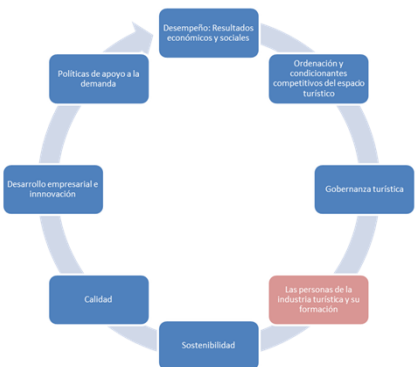 Desempeño: Resultados
económicos y sociales
Ordenación y
condicionantes
competitivos del espacio
turístico
Gobernanza turística
Las personas de la
industria turística y su
formación
Sostenibilidad
Calidad
Desarrollo empresarial e
innnovación
Políticas de apoyo a la
demanda